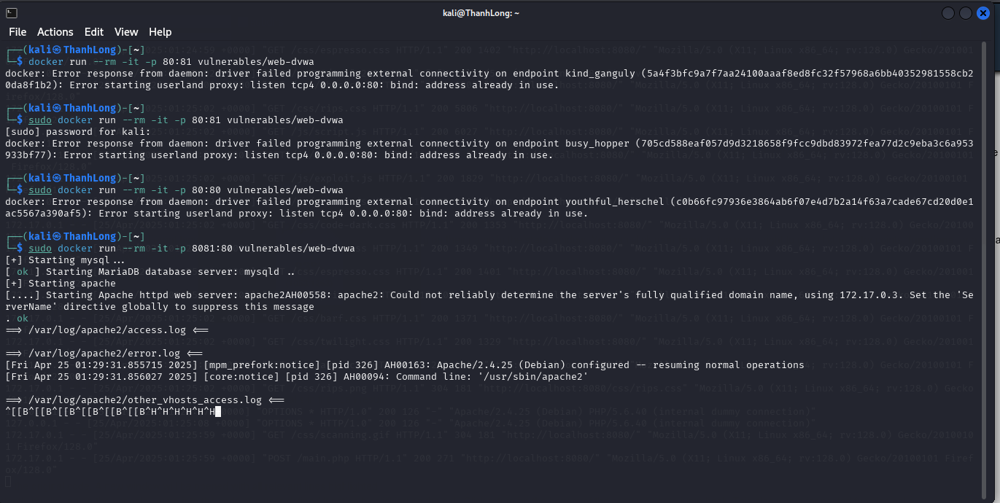 kali@ThanhLong: ~
File Actions Edit View Help
┌──(kali㉿ThanhLong)-[~]
└─$ docker run --rm -it -p 80:81 vulnerables/web-dvwa
docker: Error response from daemon: driver failed programming external connectivity on endpoint kind_ganguly (5a4f3bfc9a7f7aa24100aaaf8ed8fc32f57968a6bb40352981558cb2
0da8f1b2): Error starting userland proxy: listen tcp4 0.0.0.0:80: bind: address already in use.
┌──(kali㉿ThanhLong)-[~]
└─$ sudo docker run --rm -it -p 80:81 vulnerables/web-dvwa
[sudo] password for kali:
docker: Error response from daemon: driver failed programming external connectivity on endpoint busy_hopper (705cd588eaf057d9d3218658f9fcc9dbd83972fea77d2c9eba3c6a953
933bf77): Error starting userland proxy: listen tcp4 0.0.0.0:80: bind: address already in use.
┌──(kali㉿ThanhLong)-[~]
└─$ sudo docker run --rm -it -p 80:80 vulnerables/web-dvwa
docker: Error response from daemon: driver failed programming external connectivity on endpoint youthful_herschel (c0b66fc97936e3864ab6f07e4d7b2a14f63a7cade67cd20d0e1
ac5567a390af5): Error starting userland proxy: listen tcp4 0.0.0.0:80: bind: address already in use.
┌──(kali㉿ThanhLong)-[~]
└─$ sudo docker run --rm -it -p 8081:80 vulnerables/web-dvwa
[+] Starting mysql...
[ ok ] Starting MariaDB database server: mysqld ..
[+] Starting apache
[....] Starting Apache httpd web server: apache2AH00558: apache2: Could not reliably determine the server's fully qualified domain name, using 172.17.0.3. Set the 'Se
rverName' directive globally to suppress this message
. ok
==> /var/log/apache2/access.log <==
==> /var/log/apache2/error.log <==
[Fri Apr 25 01:29:31.855715 2025] [mpm_prefork:notice] [pid 326] AH00163: Apache/2.4.25 (Debian) configured -- resuming normal operations
[Fri Apr 25 01:29:31.856027 2025] [core:notice] [pid 326] AH00094: Command line: '/usr/sbin/apache2'
==> /var/log/apache2/other_vhosts_access.log <==
^[[B^[[B^[[B^[[B^[[B^[[B^H^H^H^H^H^H